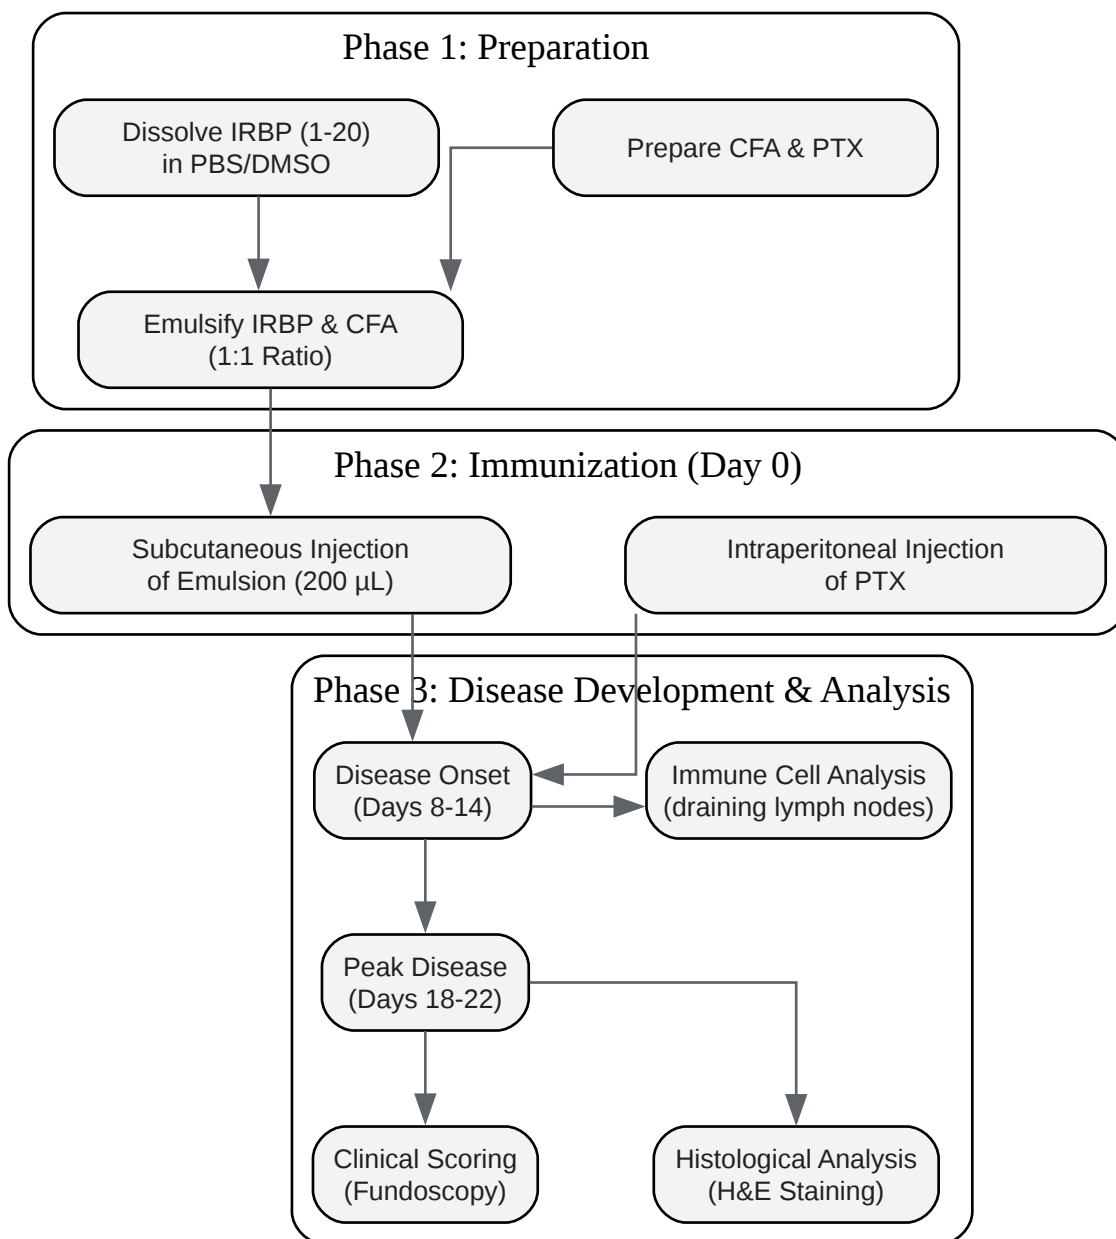 Phase 1: Preparation
Dissolve IRBP (1-20)
in PBS/DMSO
Prepare CFA & PTX
Emulsify IRBP & CFA
(1:1 Ratio)
Phase 2: Immunization (Day 0)
Subcutaneous Injection
of Emulsion (200 µL)
Intraperitoneal Injection
of PTX
Phase 3: Disease Development & Analysis
Disease Onset
(Days 8-14)
Immune Cell Analysis
(draining lymph nodes)
Peak Disease
(Days 18-22)
Clinical Scoring
(Fundoscopy)
Histological Analysis
(H&E Staining)